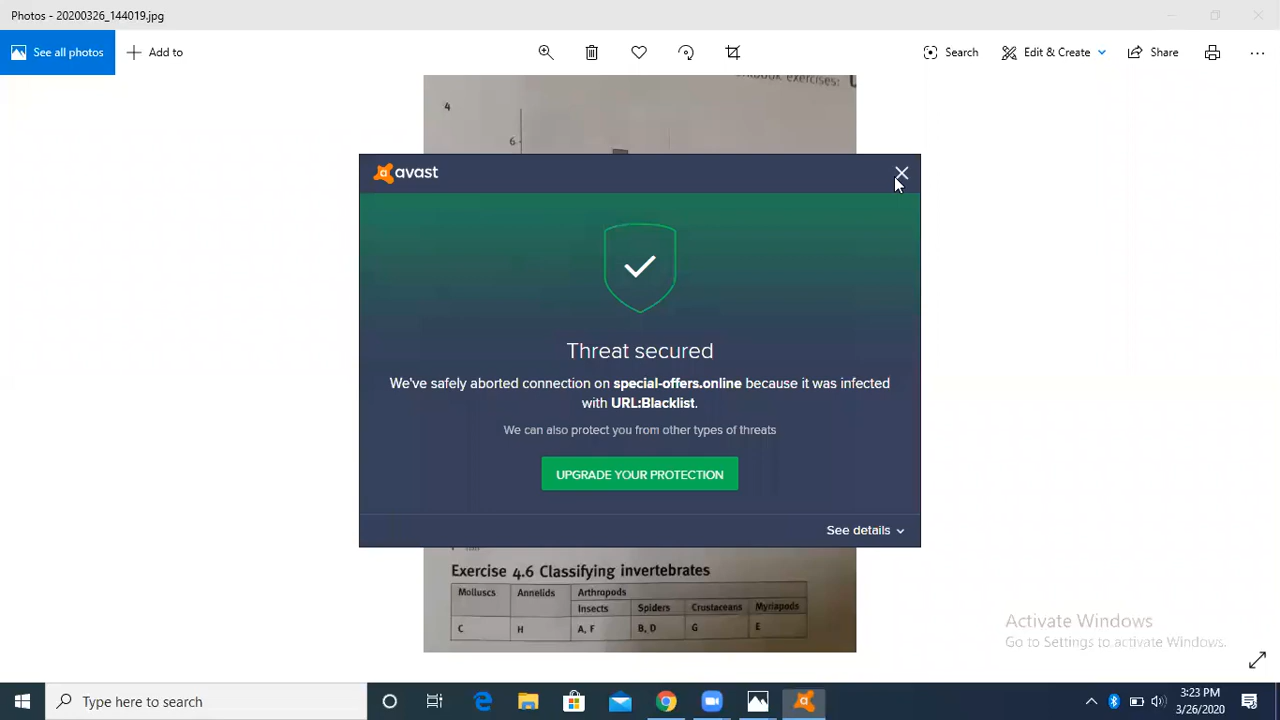 Photos - 20200326_144019.jpg
See all photos
Add to
Search
Edit & Create
Share
exercises:
4
6
avast
Threat secured
We've safely aborted connection on special-offers.online because it was infected
with URL:Blacklist.
We can also protect you from other types of threats
UPGRADE YOUR PROTECTION
See details
Exercise 4.6 Classifying invertebrates
Molluscs Annelids Arthropods
Insects Spiders Crustaceans Myriapods
C H A, F B, D G E
Activate Windows
Go to Settings to activate Windows.
Type here to search
3:23 PM
3/26/2020